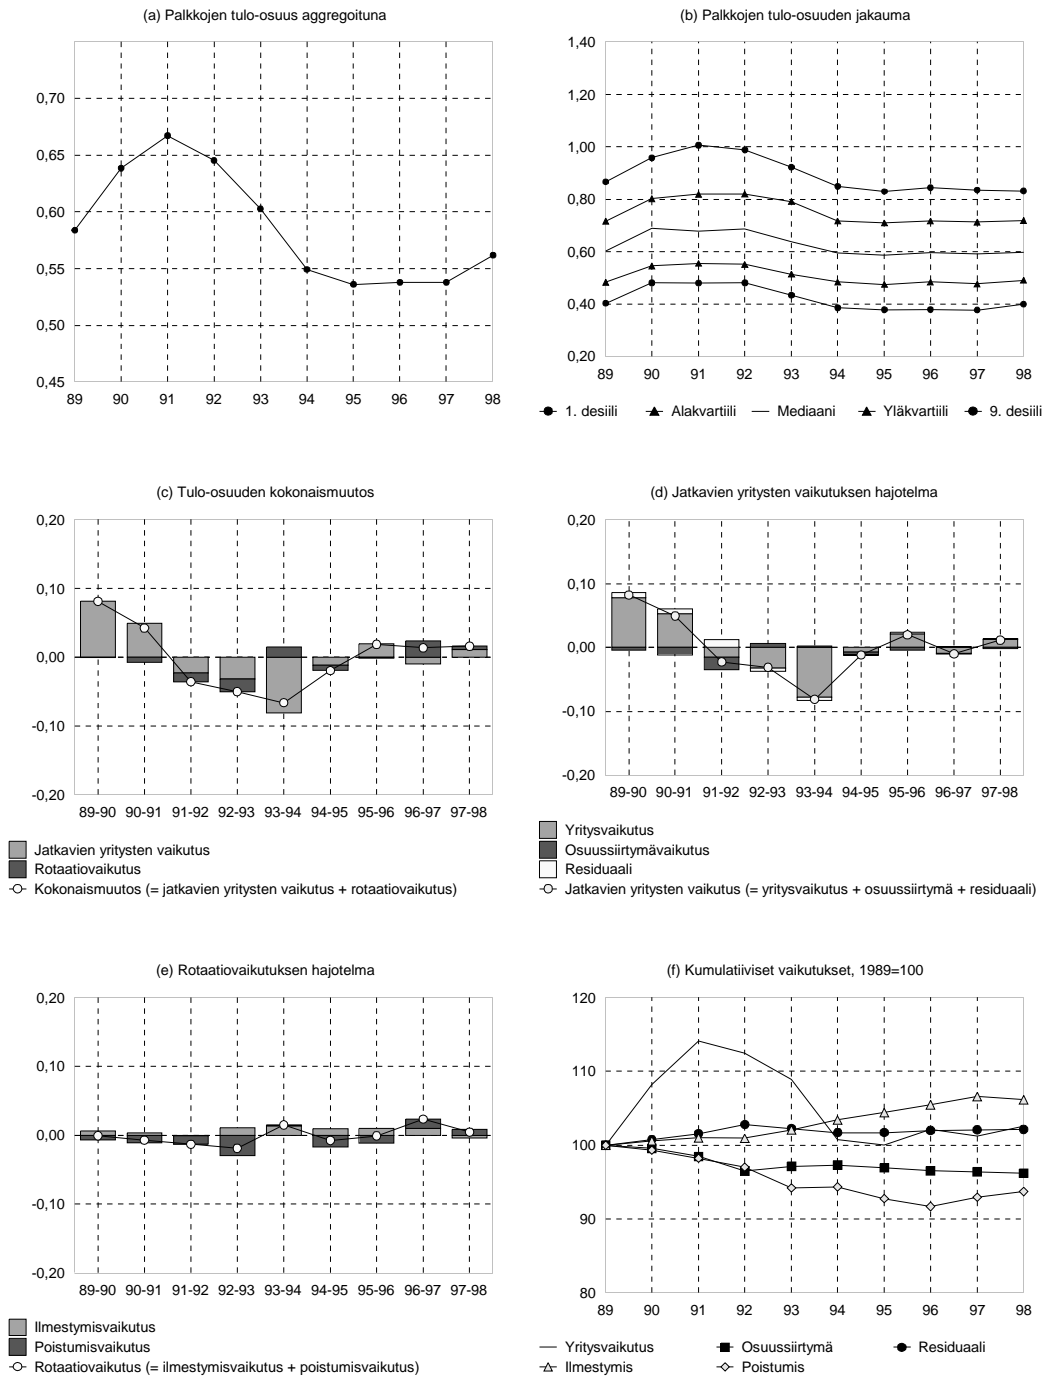 (a) Palkkojen tulo-osuus aggregoituna
0,70
0,65
0,60
0,55
0,50
0,45
89 90 91 92 93 94 95 96 97 98
(b) Palkkojen tulo-osuuden jakauma
1,40
1,20
1,00
0,80
0,60
0,40
0,20
89 90 91 92 93 94 95 96 97 98
1. desiili Alakvartiili Mediaani Yläkvartiili 9. desiili
(c) Tulo-osuuden kokonaismuutos
0,20
0,10
0,00
-0,10
-0,20
89-90 90-91 91-92 92-93 93-94 94-95 95-96 96-97 97-98
Jatkavien yritysten vaikutus
Rotaatiovaikutus
Kokonaismuutos (= jatkavien yritysten vaikutus + rotaatiovaikutus)
(d) Jatkavien yritysten vaikutuksen hajotelma
0,20
0,10
0,00
-0,10
-0,20
89-90 90-91 91-92 92-93 93-94 94-95 95-96 96-97 97-98
Yritysvaikutus
Osuussiirtymävaikutus
Residuaali
Jatkavien yritysten vaikutus (= yritysvaikutus + osuussiirtymä + residuaali)
(e) Rotaatiovaikutuksen hajotelma
0,20
0,10
0,00
-0,10
-0,20
89-90 90-91 91-92 92-93 93-94 94-95 95-96 96-97 97-98
Ilmestymisvaikutus
Poistumisvaikutus
Rotaatiovaikutus (= ilmestymisvaikutus + poistumisvaikutus)
(f) Kumulatiiviset vaikutukset, 1989=100
120
110
100
90
80
89 90 91 92 93 94 95 96 97 98
Yritysvaikutus Osuussiirtymä Residuaali
Ilmestymis Poistumis